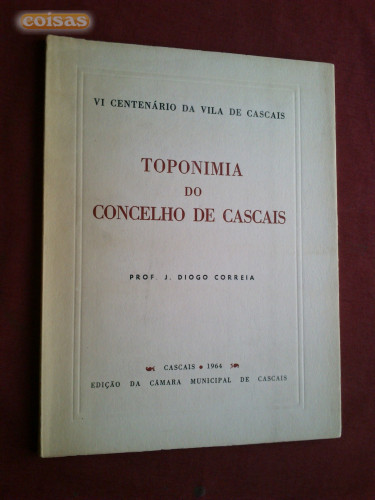 coisas
VI CENTENÁRIO DA VILA DE CASCAIS
TOPONIMIA
DO
CONCELHO DE CASCAIS
PROF. J. DIOGO CORREIA
CASCAIS • 1964
EDIÇÃO DA CÂMARA MUNICIPAL DE CASCAIS